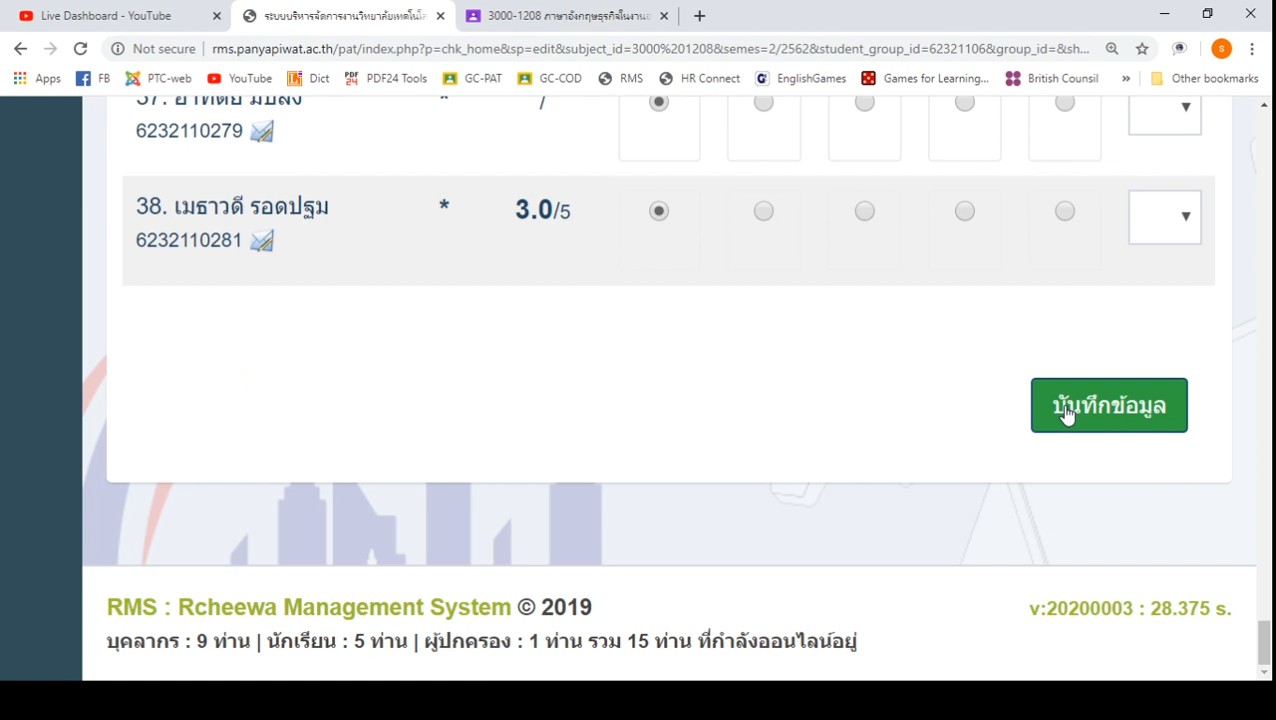 Live Dashboard - YouTube
ระบบบริหารจัดการงานวิทยาลัยเทคโนโล
3000-1208 ภาษาอังกฤษธุรกิจในงานอ
Not secure rms.panyapiwat.ac.th/pat/index.php?p=chk_home&sp=edit&subject_id=3000%201208&semes=2/2562&student_group_id=62321106&group_id=&sh...
S
Apps FB PTC-web YouTube Dict PDF24 Tools GC-PAT GC-COD RMS HR Connect EnglishGames Games for Learning... British Counsil » Other bookmarks
* /
6232110279
38. เมธาวดี รอดปฐม * 3.0/5
6232110281
บันทึกข้อมูล
RMS : Rcheewa Management System © 2019 v:20200003 : 28.375 s.
บุคลากร : 9 ท่าน | นักเรียน : 5 ท่าน | ผู้ปกครอง : 1 ท่าน รวม 15 ท่าน ที่กำลังออนไลน์อยู่